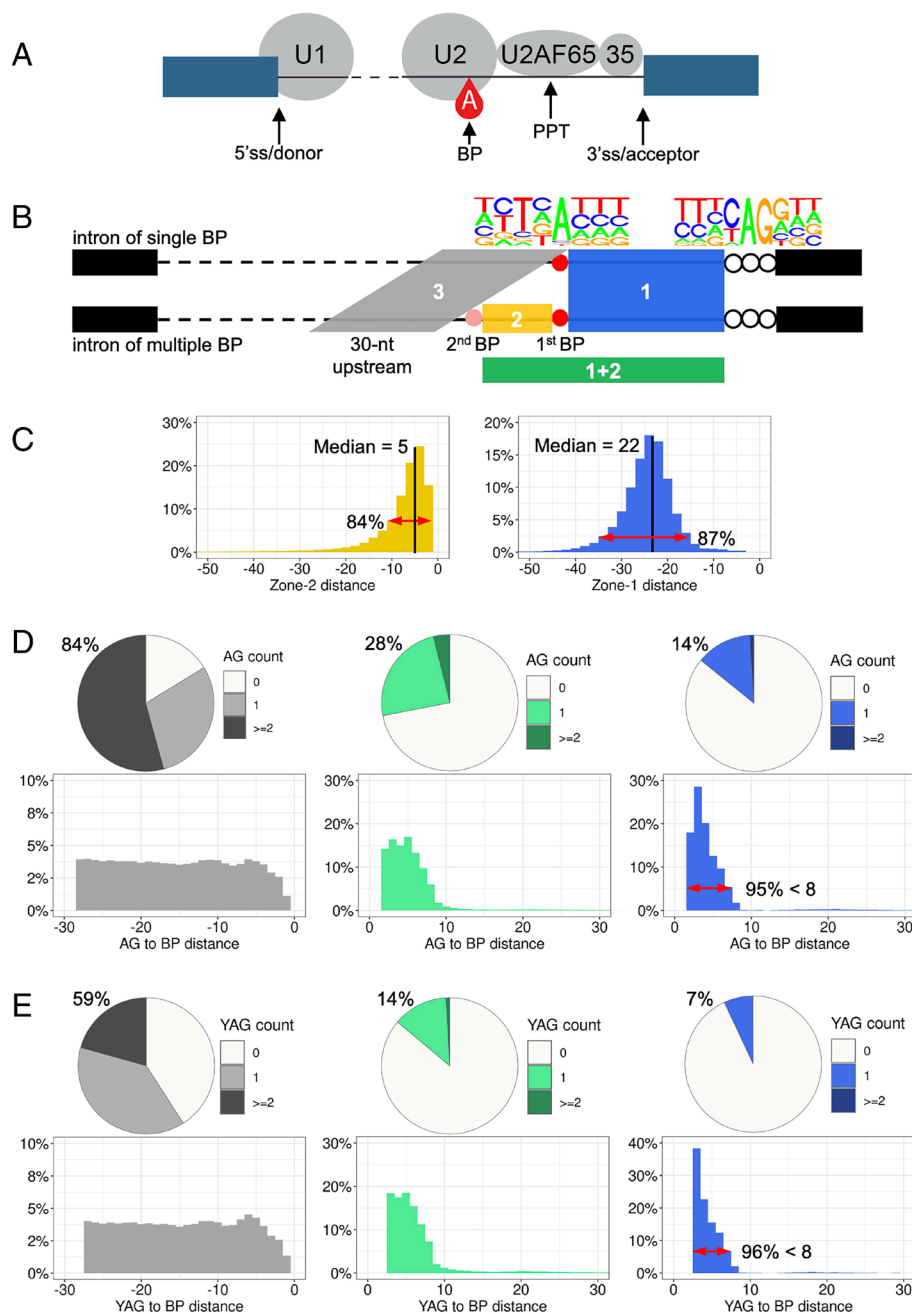 A
U1
U2
U2AF65
35
A
5'ss/donor
BP
PPT
3'ss/acceptor
B
intron of single BP
intron of multiple BP
3
1
2
30-nt
upstream
2nd BP
1st BP
1+2
C
30%
20%
10%
0%
Median = 5
84%
-50 -40 -30 -20 -10 0
Zone-2 distance
20%
15%
10%
5%
0%
Median = 22
87%
-50 -40 -30 -20 -10 0
Zone-1 distance
D
84%
AG count
0
1
>=2
28%
AG count
0
1
>=2
14%
AG count
0
1
>=2
10%
8%
5%
2%
0%
-30 -20 -10 0
AG to BP distance
30%
20%
10%
0%
0 10 20 30
AG to BP distance
30%
20%
10%
0%
95% < 8
0 10 20 30
AG to BP distance
E
59%
YAG count
0
1
>=2
14%
YAG count
0
1
>=2
7%
YAG count
0
1
>=2
10%
8%
5%
2%
0%
-30 -20 -10 0
YAG to BP distance
30%
20%
10%
0%
0 10 20 30
YAG to BP distance
40%
30%
20%
10%
0%
96% < 8
0 10 20 30
YAG to BP distance